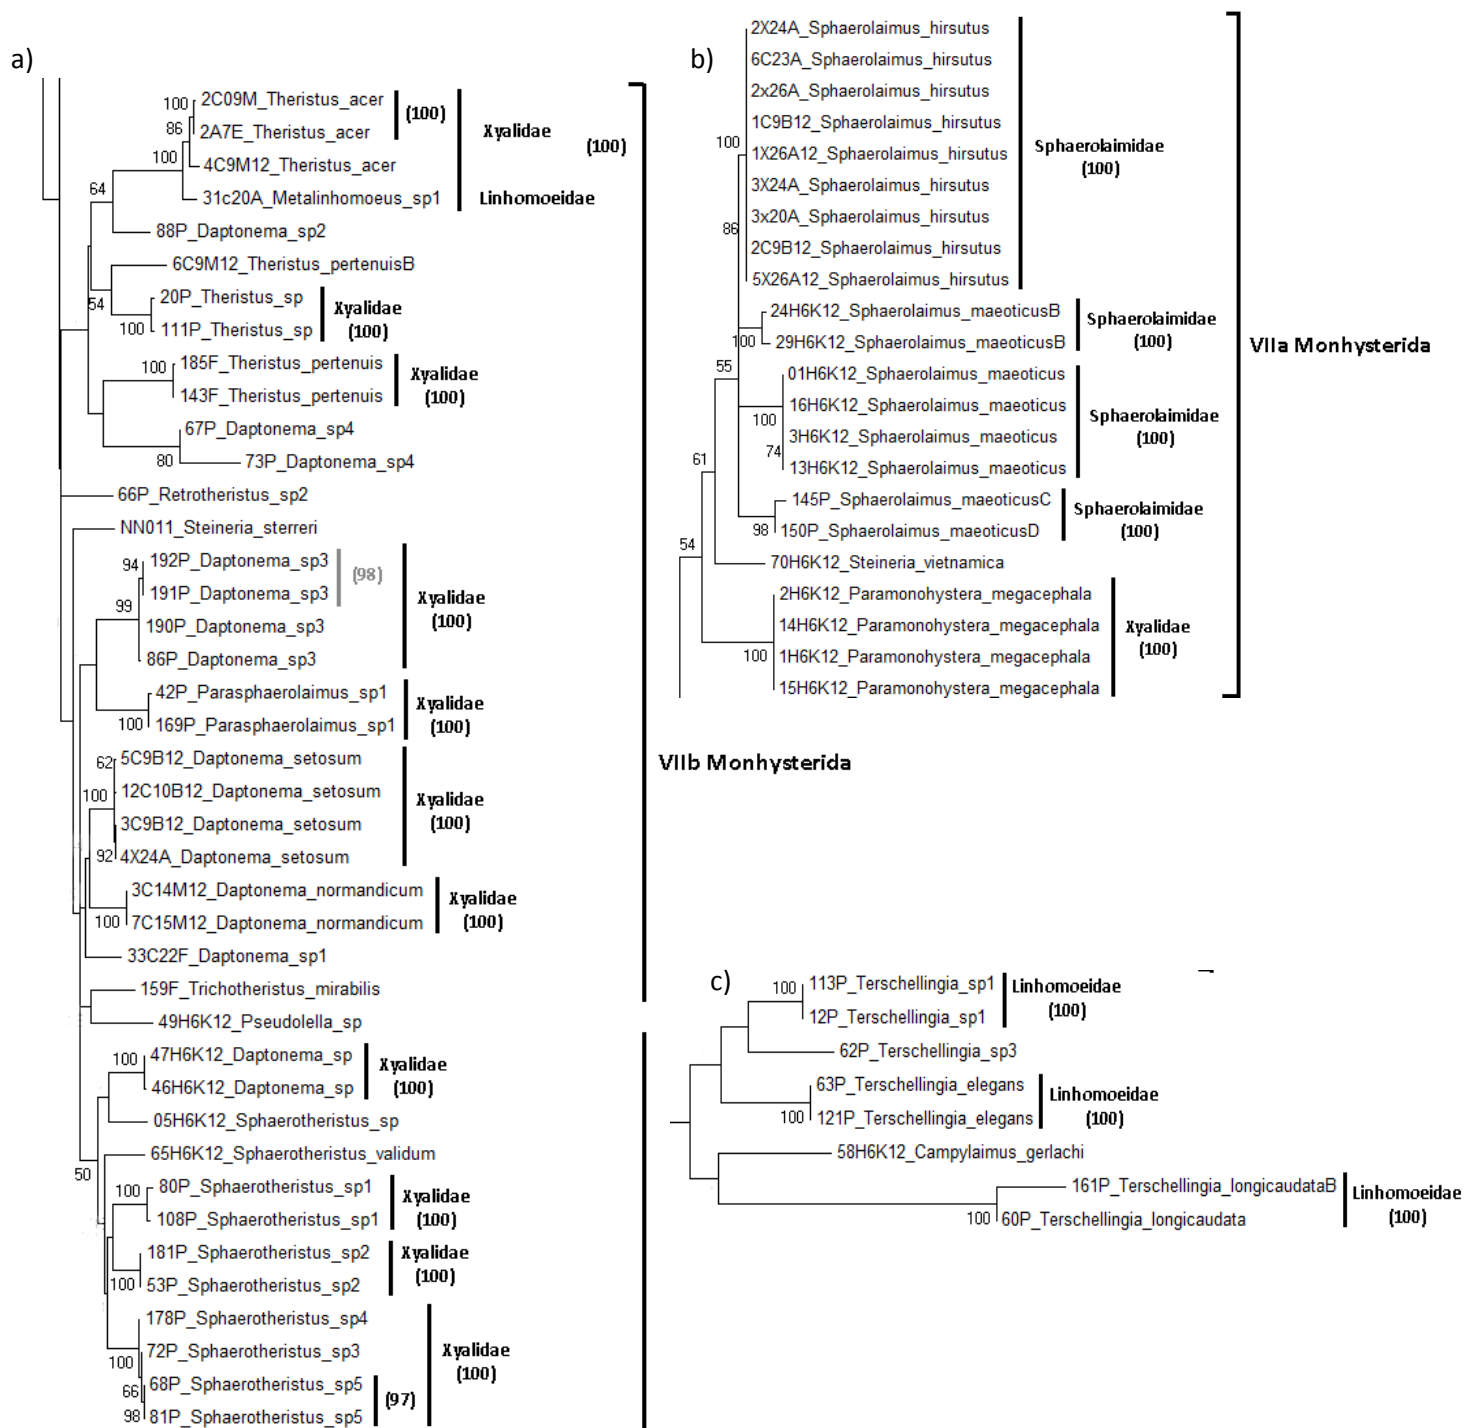 a)
100
2C09M_Theristus_acer
(100)
86
2A7E_Theristus_acer
Xyalidae
(100)
100
4C9M12_Theristus_acer
64
31c20A_Metalinhomoeus_sp1
Linhomoeidae
88P_Daptonema_sp2
6C9M12_Theristus_pertenuisB
54
20P_Theristus_sp
Xyalidae
(100)
100
111P_Theristus_sp
185F_Theristus_pertenuis
100
Xyalidae
(100)
143F_Theristus_pertenuis
67P_Daptonema_sp4
80
73P_Daptonema_sp4
66P_Retrotheristus_sp2
NN011_Steineria_sterreri
94
192P_Daptonema_sp3
(98)
191P_Daptonema_sp3
99
Xyalidae
(100)
190P_Daptonema_sp3
86P_Daptonema_sp3
42P_Parasphaerolaimus_sp1
Xyalidae
(100)
100
169P_Parasphaerolaimus_sp1
62
5C9B12_Daptonema_setosum
VIIb Monhysterida
100
12C10B12_Daptonema_setosum
Xyalidae
(100)
3C9B12_Daptonema_setosum
92
4X24A_Daptonema_setosum
3C14M12_Daptonema_normandicum
Xyalidae
(100)
100
7C15M12_Daptonema_normandicum
33C22F_Daptonema_sp1
159F_Trichotheristus_mirabilis
49H6K12_Pseudolella_sp
100
47H6K12_Daptonema_sp
Xyalidae
(100)
46H6K12_Daptonema_sp
05H6K12_Sphaerotheristus_sp
65H6K12_Sphaerotheristus_validum
50
100
80P_Sphaerotheristus_sp1
Xyalidae
(100)
108P_Sphaerotheristus_sp1
181P_Sphaerotheristus_sp2
Xyalidae
(100)
100
53P_Sphaerotheristus_sp2
178P_Sphaerotheristus_sp4
72P_Sphaerotheristus_sp3
Xyalidae
(100)
100
66
68P_Sphaerotheristus_sp5
(97)
98
81P_Sphaerotheristus_sp5
b)
2X24A_Sphaerolaimus_hirsutus
6C23A_Sphaerolaimus_hirsutus
2x26A_Sphaerolaimus_hirsutus
1C9B12_Sphaerolaimus_hirsutus
100
1X26A12_Sphaerolaimus_hirsutus
Sphaerolaimidae
(100)
3X24A_Sphaerolaimus_hirsutus
3x20A_Sphaerolaimus_hirsutus
86
2C9B12_Sphaerolaimus_hirsutus
5X26A12_Sphaerolaimus_hirsutus
24H6K12_Sphaerolaimus_maeoticusB
Sphaerolaimidae
(100)
100
29H6K12_Sphaerolaimus_maeoticusB
VIIa Monhysterida
55
01H6K12_Sphaerolaimus_maeoticus
16H6K12_Sphaerolaimus_maeoticus
100
Sphaerolaimidae
(100)
3H6K12_Sphaerolaimus_maeoticus
74
13H6K12_Sphaerolaimus_maeoticus
61
145P_Sphaerolaimus_maeoticusC
Sphaerolaimidae
(100)
98
150P_Sphaerolaimus_maeoticusD
54
70H6K12_Steineria_vietnamica
2H6K12_Paramonohystera_megacephala
14H6K12_Paramonohystera_megacephala
Xyalidae
(100)
100
1H6K12_Paramonohystera_megacephala
15H6K12_Paramonohystera_megacephala
c)
100
113P_Terschellingia_sp1
Linhomoeidae
(100)
12P_Terschellingia_sp1
62P_Terschellingia_sp3
63P_Terschellingia_elegans
Linhomoeidae
(100)
100
121P_Terschellingia_elegans
58H6K12_Campylaimus_gerlachi
161P_Terschellingia_longicaudataB
Linhomoeidae
(100)
100
60P_Terschellingia_longicaudata